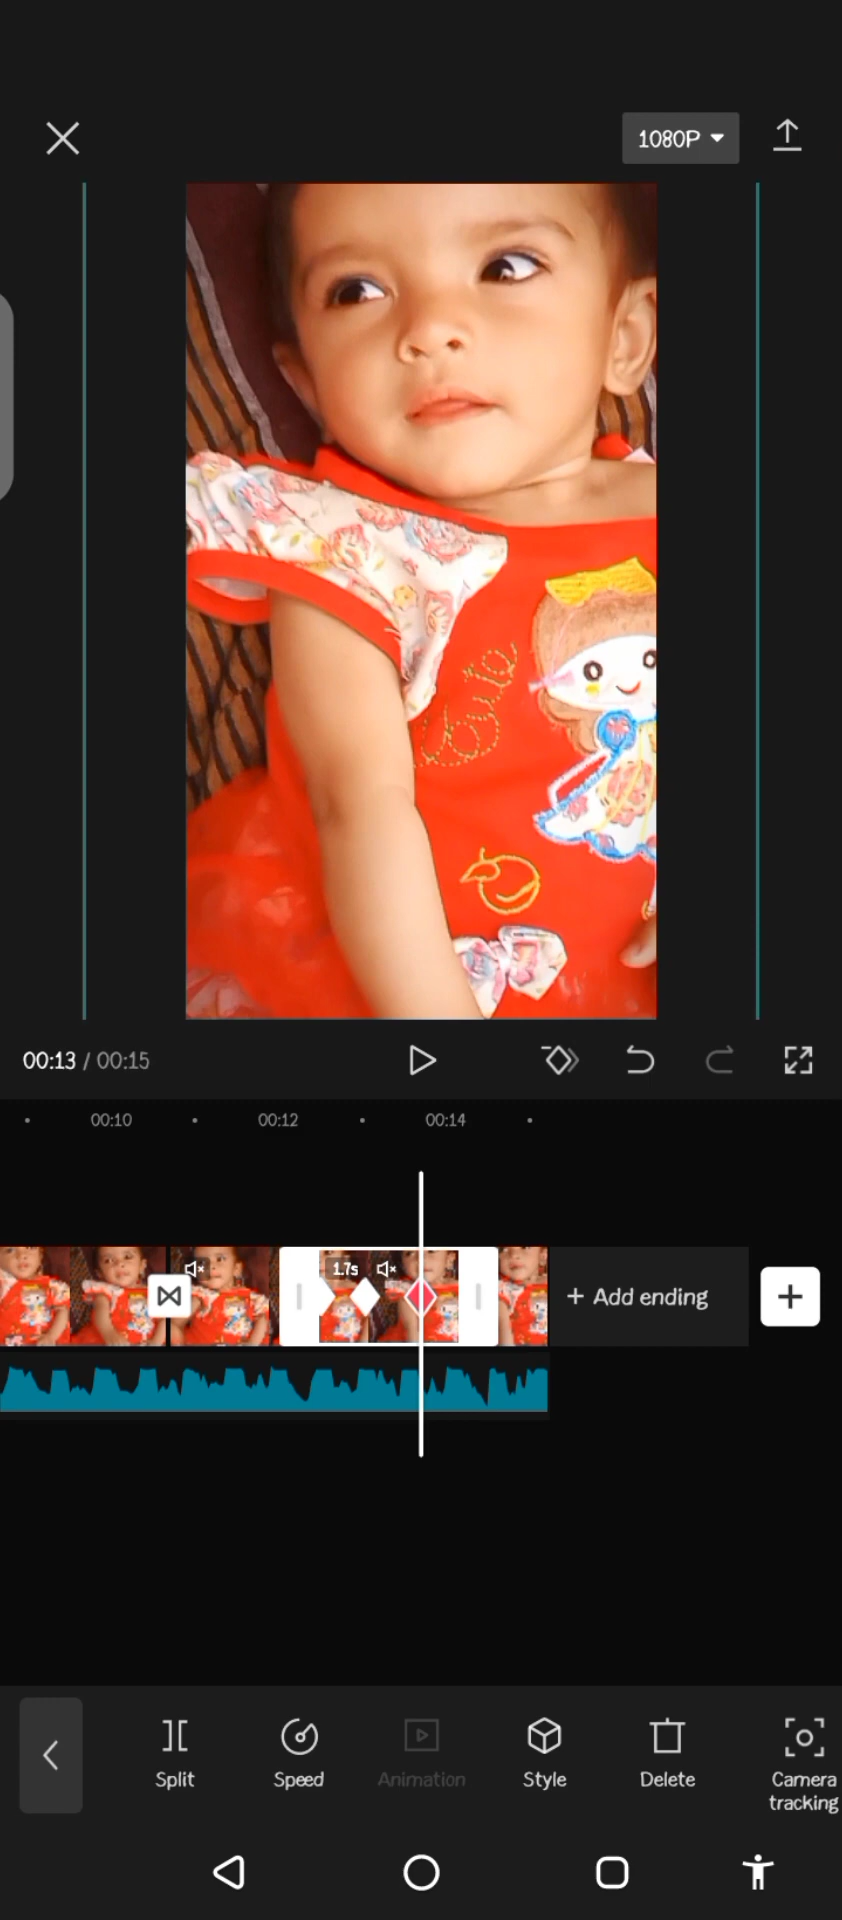 1080P
cute
00:13 / 00:15
00:10
00:12
00:14
1.7s
+ Add ending
Split
Speed
Animation
Style
Delete
Camera
tracking